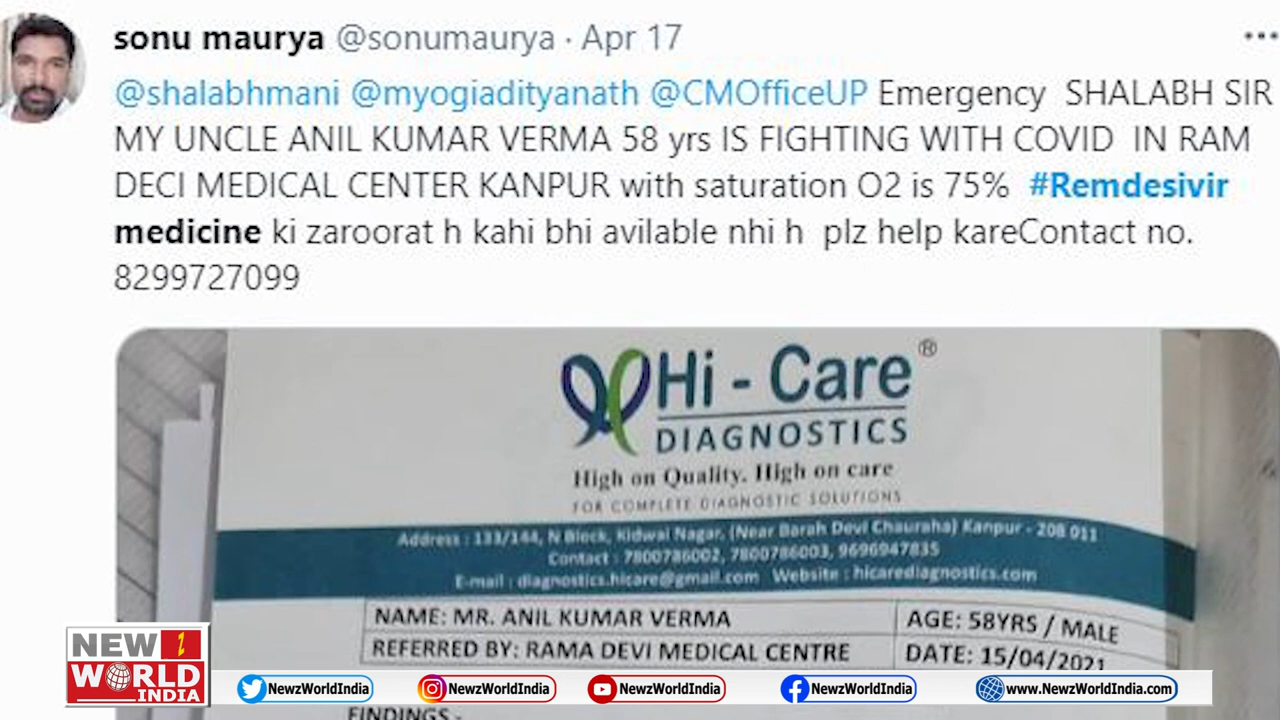 sonu maurya @sonumaurya · Apr 17
@shalabhmani @myogiadityanath @CMOfficeUP Emergency SHALABH SIR
MY UNCLE ANIL KUMAR VERMA 58 yrs IS FIGHTING WITH COVID IN RAM
DECI MEDICAL CENTER KANPUR with saturation O2 is 75% #Remdesivir
medicine ki zaroorat h kahi bhi avilable nhi h plz help kareContact no.
8299727099
Hi - Care ®
DIAGNOSTICS
High on Quality. High on care
FOR COMPLETE DIAGNOSTIC SOLUTIONS
Address : 133/144, N Block, Kidwai Nagar, (Near Barah Devi Chauraha) Kanpur - 208 011
Contact : 7800786002, 7800786003, 9696947835
E-mail : diagnostics.hicare@gmail.com Website : hicarediagnostics.com
NAME: MR. ANIL KUMAR VERMA AGE: 58YRS / MALE
REFERRED BY: RAMA DEVI MEDICAL CENTRE DATE: 15/04/2021
FINDINGS -
NEW 1
WORLD
INDIA
NewzWorldIndia NewzWorldIndia NewzWorldIndia NewzWorldIndia www.NewzWorldIndia.com